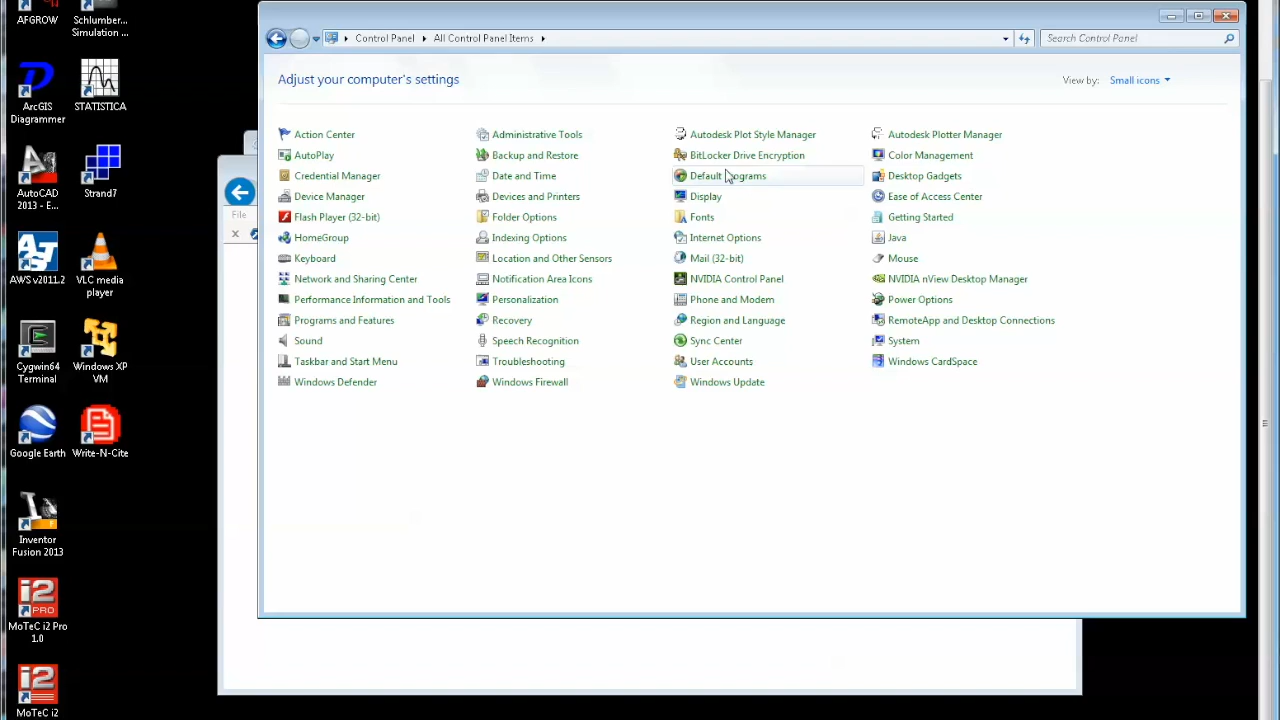 AFGROW
Schlumber...
Simulation ...
ArcGIS
Diagrammer
STATISTICA
AutoCAD
2013 - E...
Strand7
AWS v2011.2
VLC media
player
Cygwin64
Terminal
Windows XP
VM
Google Earth
Write-N-Cite
Inventor
Fusion 2013
MoTeC i2 Pro
1.0
MoTeC i2
File
x
Control Panel
All Control Panel Items
Search Control Panel
Adjust your computer's settings
View by: Small icons
Action Center
Administrative Tools
Autodesk Plot Style Manager
Autodesk Plotter Manager
AutoPlay
Backup and Restore
BitLocker Drive Encryption
Color Management
Credential Manager
Date and Time
Default Programs
Desktop Gadgets
Device Manager
Devices and Printers
Display
Ease of Access Center
Flash Player (32-bit)
Folder Options
Fonts
Getting Started
HomeGroup
Indexing Options
Internet Options
Java
Keyboard
Location and Other Sensors
Mail (32-bit)
Mouse
Network and Sharing Center
Notification Area Icons
NVIDIA Control Panel
NVIDIA nView Desktop Manager
Performance Information and Tools
Personalization
Phone and Modem
Power Options
Programs and Features
Recovery
Region and Language
RemoteApp and Desktop Connections
Sound
Speech Recognition
Sync Center
System
Taskbar and Start Menu
Troubleshooting
User Accounts
Windows CardSpace
Windows Defender
Windows Firewall
Windows Update